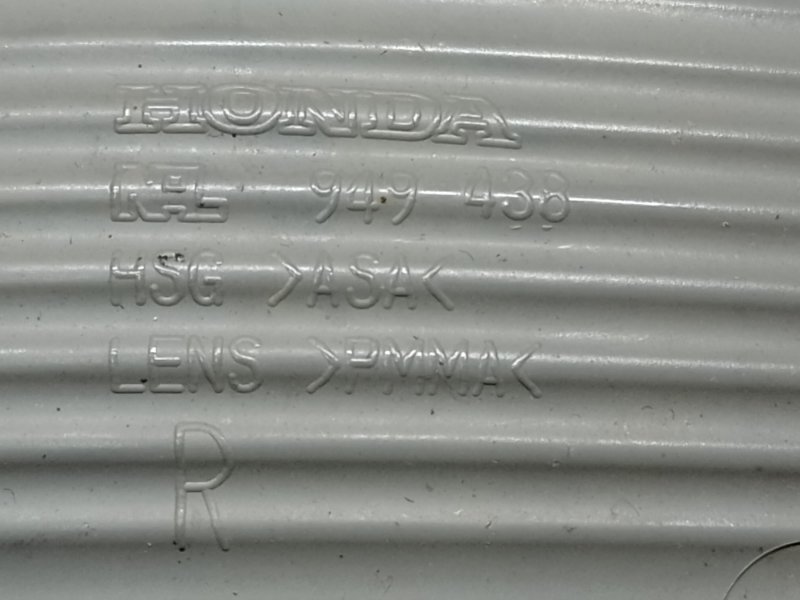 HONDA
949 438
HSG >ASA<
LENS >PMMA<
R